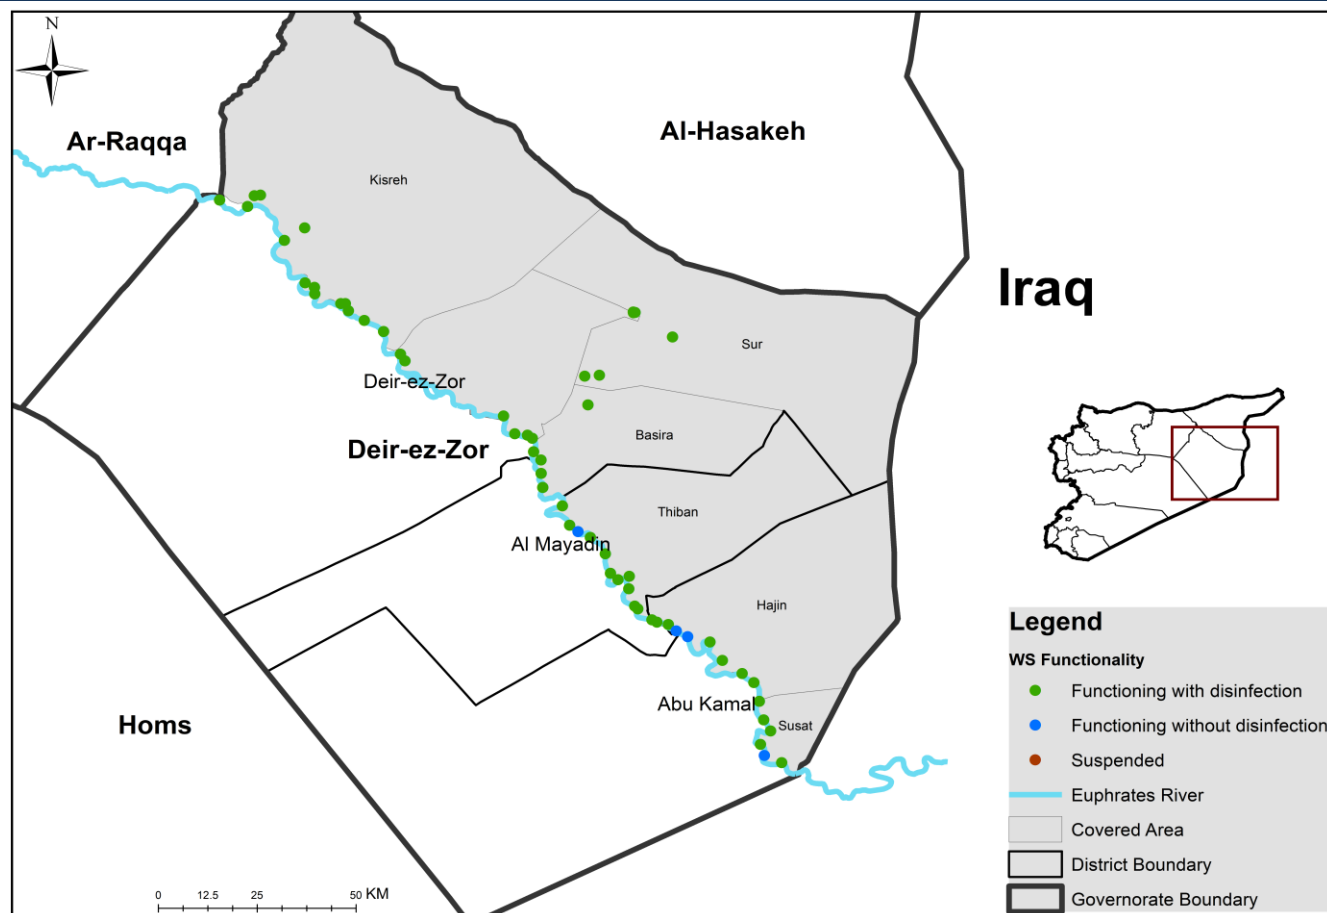 N
Ar-Raqqa
Al-Hasakeh
Kisreh
Iraq
Sur
Deir-ez-Zor
Basira
Deir-ez-Zor
Thiban
Al Mayadin
Hajin
Abu Kamal
Susat
Homs
Legend
WS Functionality
Functioning with disinfection
Functioning without disinfection
Suspended
Euphrates River
Covered Area
District Boundary
Governorate Boundary
0 12.5 25 50 KM